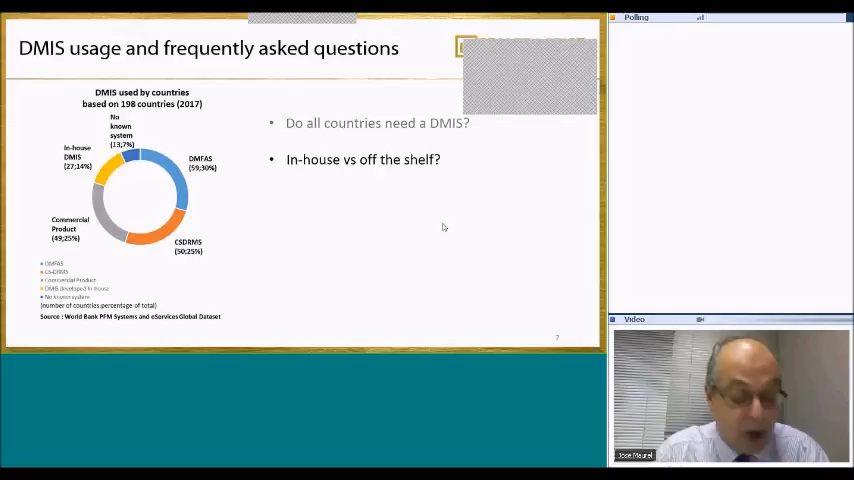 DMIS usage and frequently asked questions
DMIS used by countries
based on 198 countries (2017)
No
known
system
(13;7%)
In-house
DMIS
(27;14%)
DMFAS
(59;30%)
Commercial
Product
(49;25%)
CSDRMS
(50;25%)
DMFAS
CS-DRMS
Commercial Product
DMIS developed In-house
No known system
(number of countries;percentage of total)
Source : World Bank PFM Systems and eServices Global Dataset
• Do all countries need a DMIS?
• In-house vs off the shelf?
7
Polling
Video
Jose Maurel